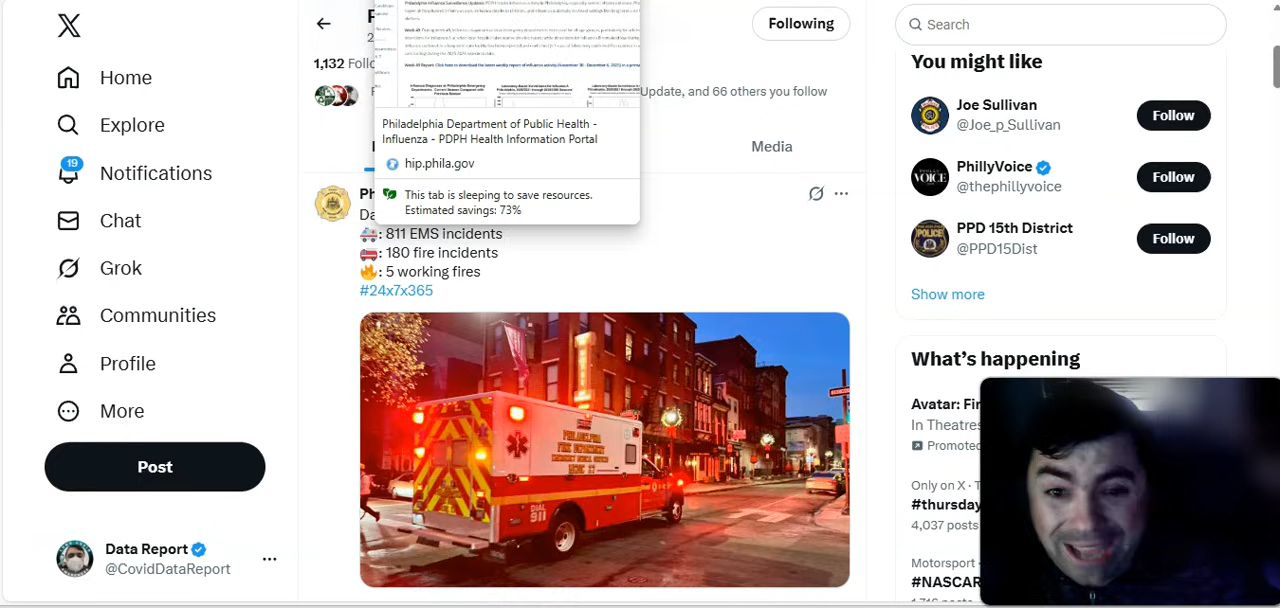 Home
Explore
19
Notifications
Chat
Grok
Communities
Profile
More
Post
Data Report
@CovidDataReport
Following
1,132
Update, and 66 others you follow
Media
Philadelphia Department of Public Health -
Influenza - PDPH Health Information Portal
hip.phila.gov
This tab is sleeping to save resources.
Estimated savings: 73%
: 811 EMS incidents
: 180 fire incidents
: 5 working fires
#24x7x365
DIAL
911
Search
You might like
Joe Sullivan
@Joe_p_Sullivan
Follow
PhillyVoice
@thephillyvoice
Follow
PPD 15th District
@PPD15Dist
Follow
Show more
What's happening
Avatar:
In Theatres
Promoted
Only on X ·
#thursday
4,037 posts
Motorsport ·
#NASCAR